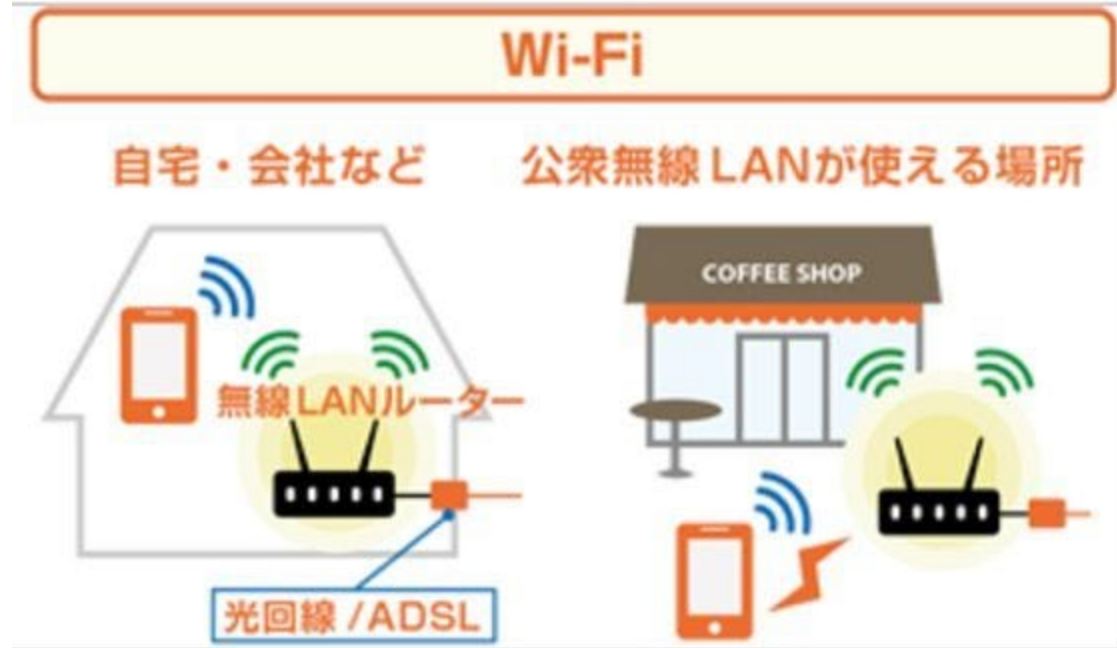 Wi-Fi
自宅・会社など
公衆無線LANが使える場所
COFFEE SHOP
無線LANルーター
光回線/ADSL